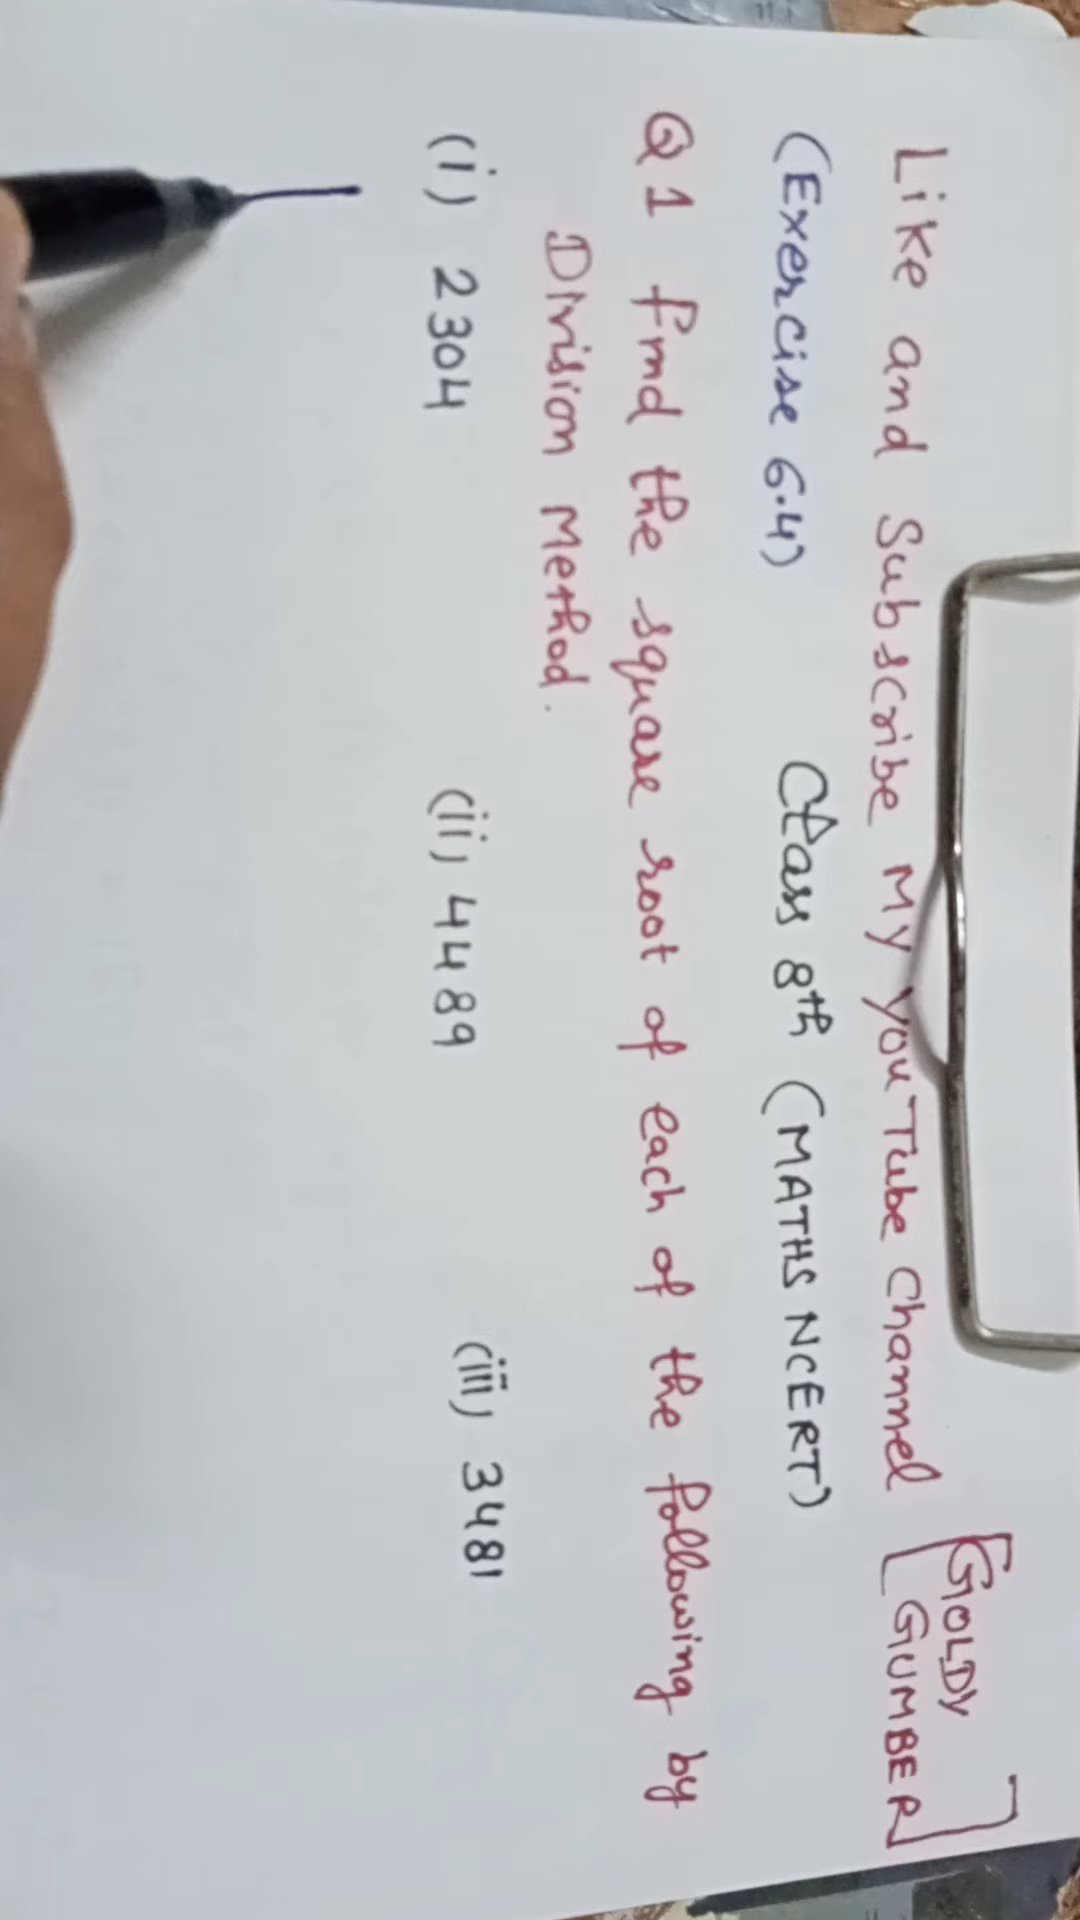 Like and Subscribe My YouTube Channel [GOLDY GUMBER]
(Exercise 6.4) Class 8th (MATHS NCERT)
Q1 find the square root of each of the following by
Division Method.
(i) 2304 (ii) 4489 (iii) 3481